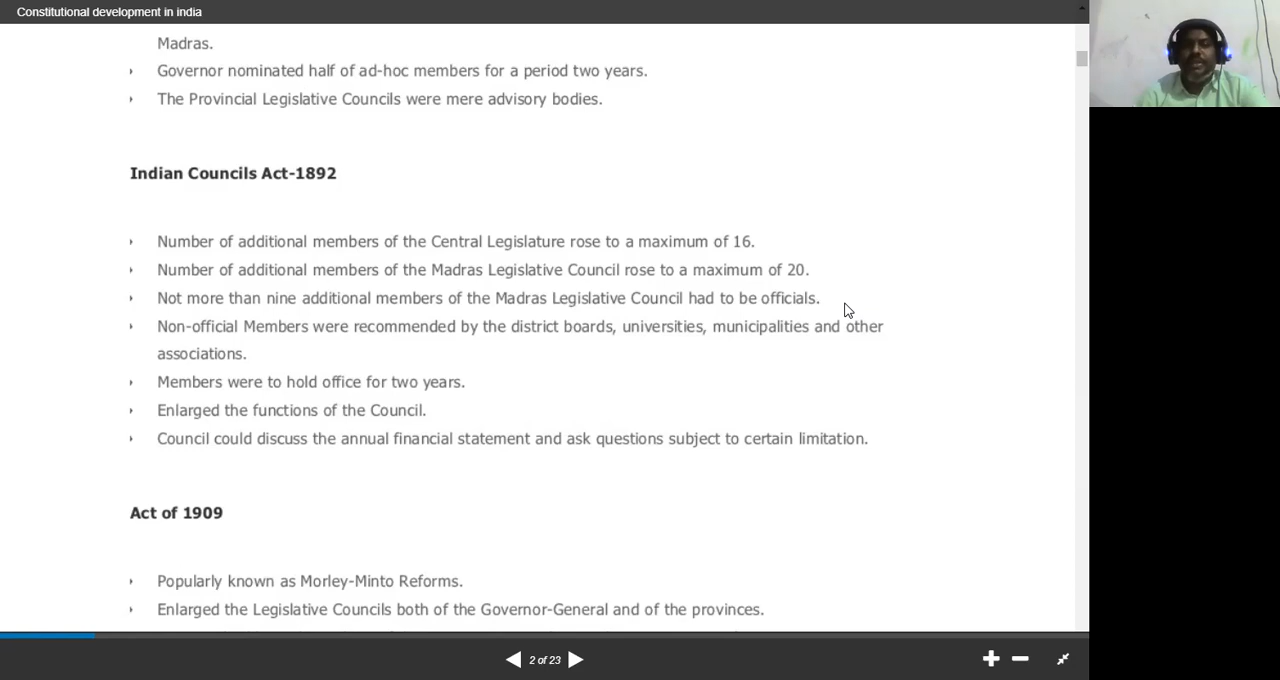 Constitutional development in india
Madras.
Governor nominated half of ad-hoc members for a period two years.
The Provincial Legislative Councils were mere advisory bodies.
Indian Councils Act-1892
Number of additional members of the Central Legislature rose to a maximum of 16.
Number of additional members of the Madras Legislative Council rose to a maximum of 20.
Not more than nine additional members of the Madras Legislative Council had to be officials.
Non-official Members were recommended by the district boards, universities, municipalities and other
associations.
Members were to hold office for two years.
Enlarged the functions of the Council.
Council could discuss the annual financial statement and ask questions subject to certain limitation.
Act of 1909
Popularly known as Morley-Minto Reforms.
Enlarged the Legislative Councils both of the Governor-General and of the provinces.
2 of 23